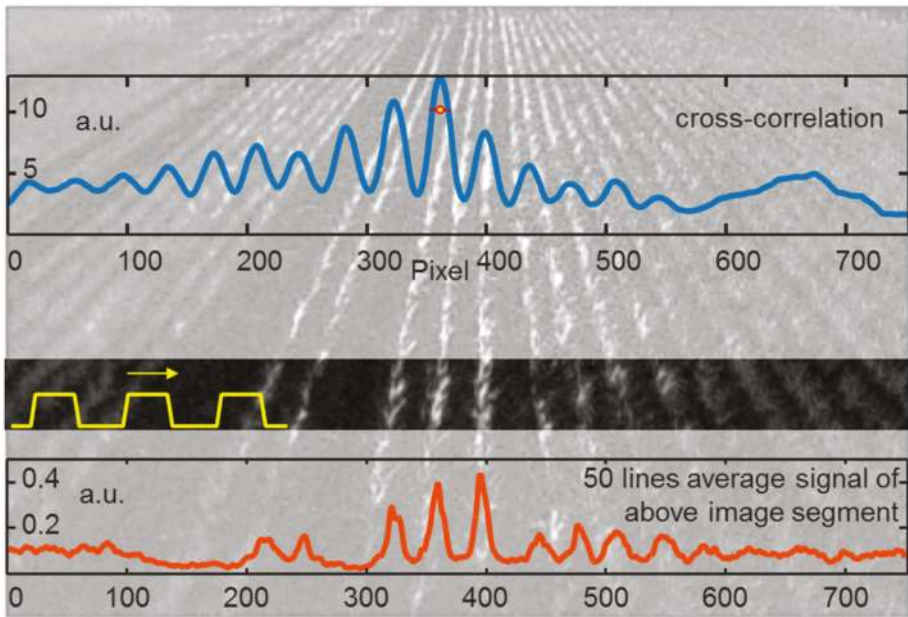 10
a.u.
cross-correlation
5
0 100 200 300 400 500 600 700
Pixel
0.4
a.u.
50 lines average signal of
above image segment
0.2
0 100 200 300 400 500 600 700